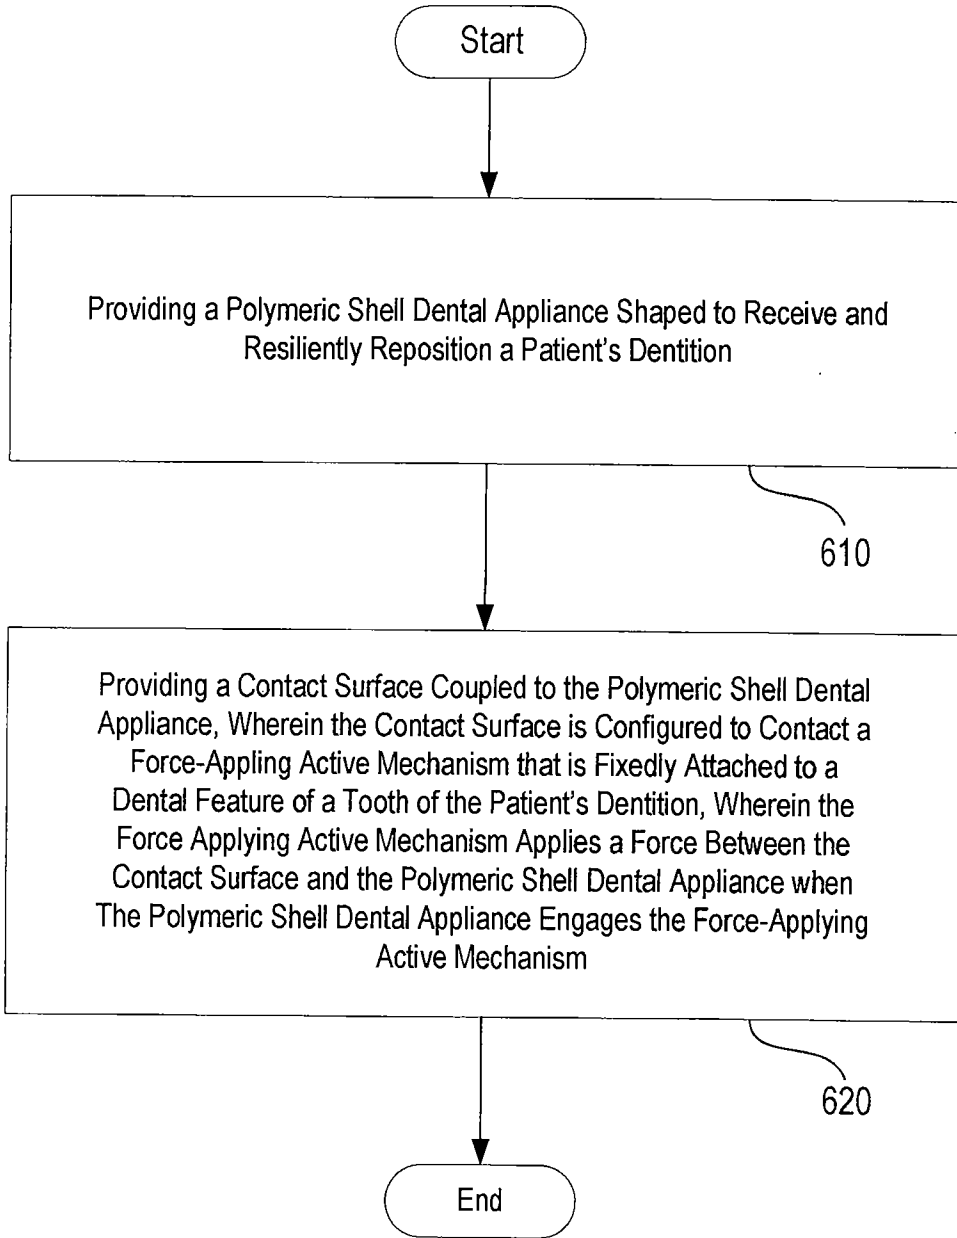 Start
Providing a Polymeric Shell Dental Appliance Shaped to Receive and
Resiliently Reposition a Patient's Dentition
610
Providing a Contact Surface Coupled to the Polymeric Shell Dental
Appliance, Wherein the Contact Surface is Configured to Contact a
Force-Appling Active Mechanism that is Fixedly Attached to a
Dental Feature of a Tooth of the Patient's Dentition, Wherein the
Force Applying Active Mechanism Applies a Force Between the
Contact Surface and the Polymeric Shell Dental Appliance when
The Polymeric Shell Dental Appliance Engages the Force-Applying
Active Mechanism
620
End